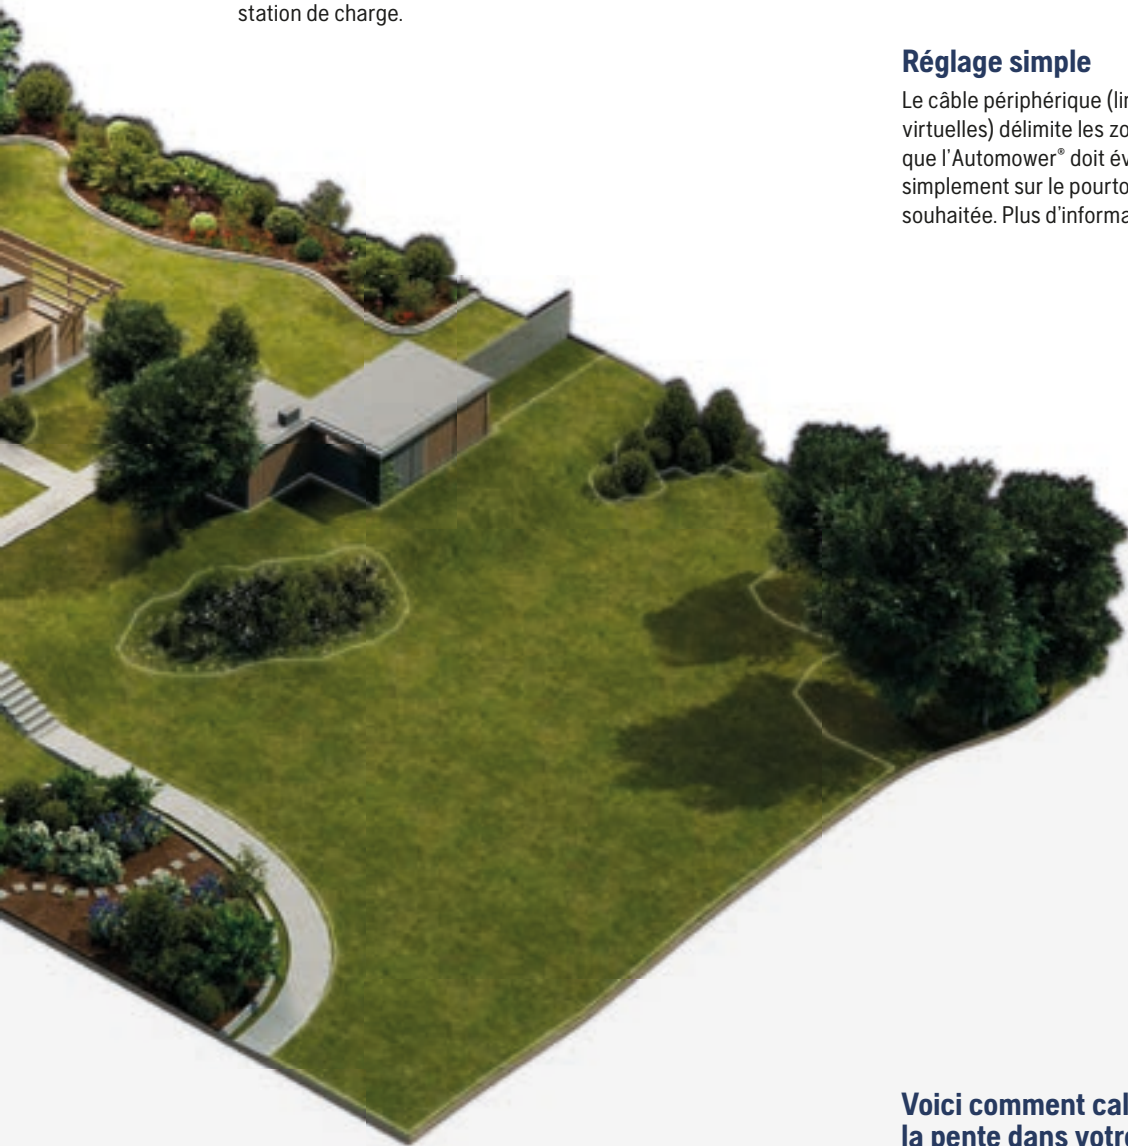 station de charge.
Réglage simple
Le câble périphérique
virtuelles) délimite les
que l'Automower® doit
simplement sur le
souhaitée. Plus
Voici comment
la pente dans